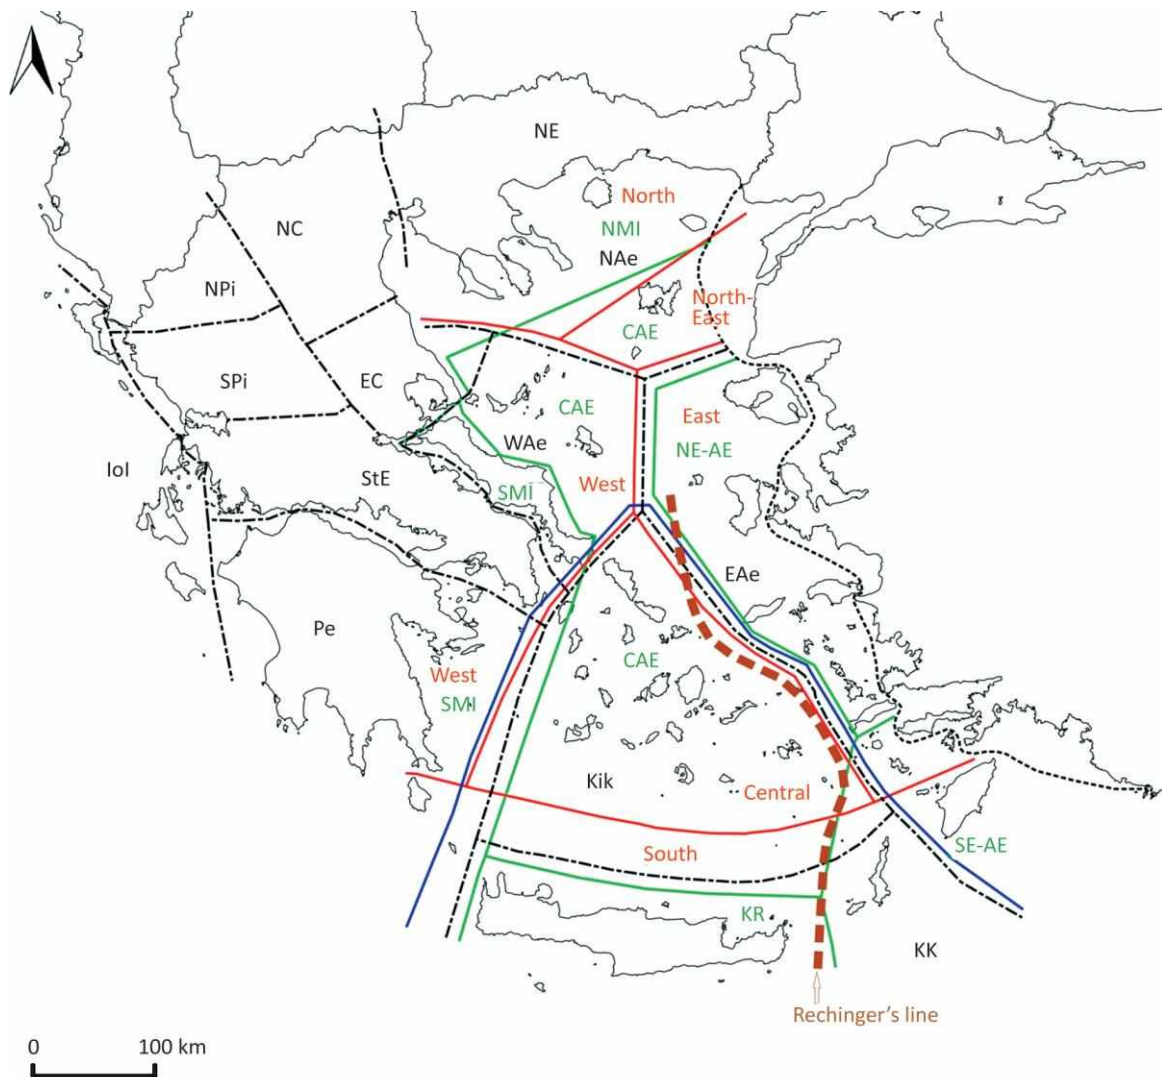 NE
North
NC
NMI
NAe
NPi
North-
East
CAE
SPi
EC
CAE
East
WAe
NE-AE
IoI
StE
SMI
West
EAe
Pe
CAE
West
SMI
Kik
Central
South
SE-AE
KR
KK
Rechinger's line
0 100 km